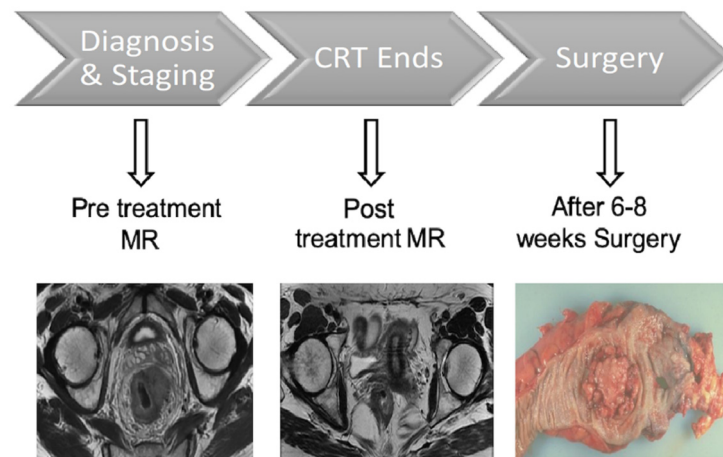 Diagnosis
& Staging
CRT Ends
Surgery
Pre treatment
MR
Post
treatment MR
After 6-8
weeks Surgery